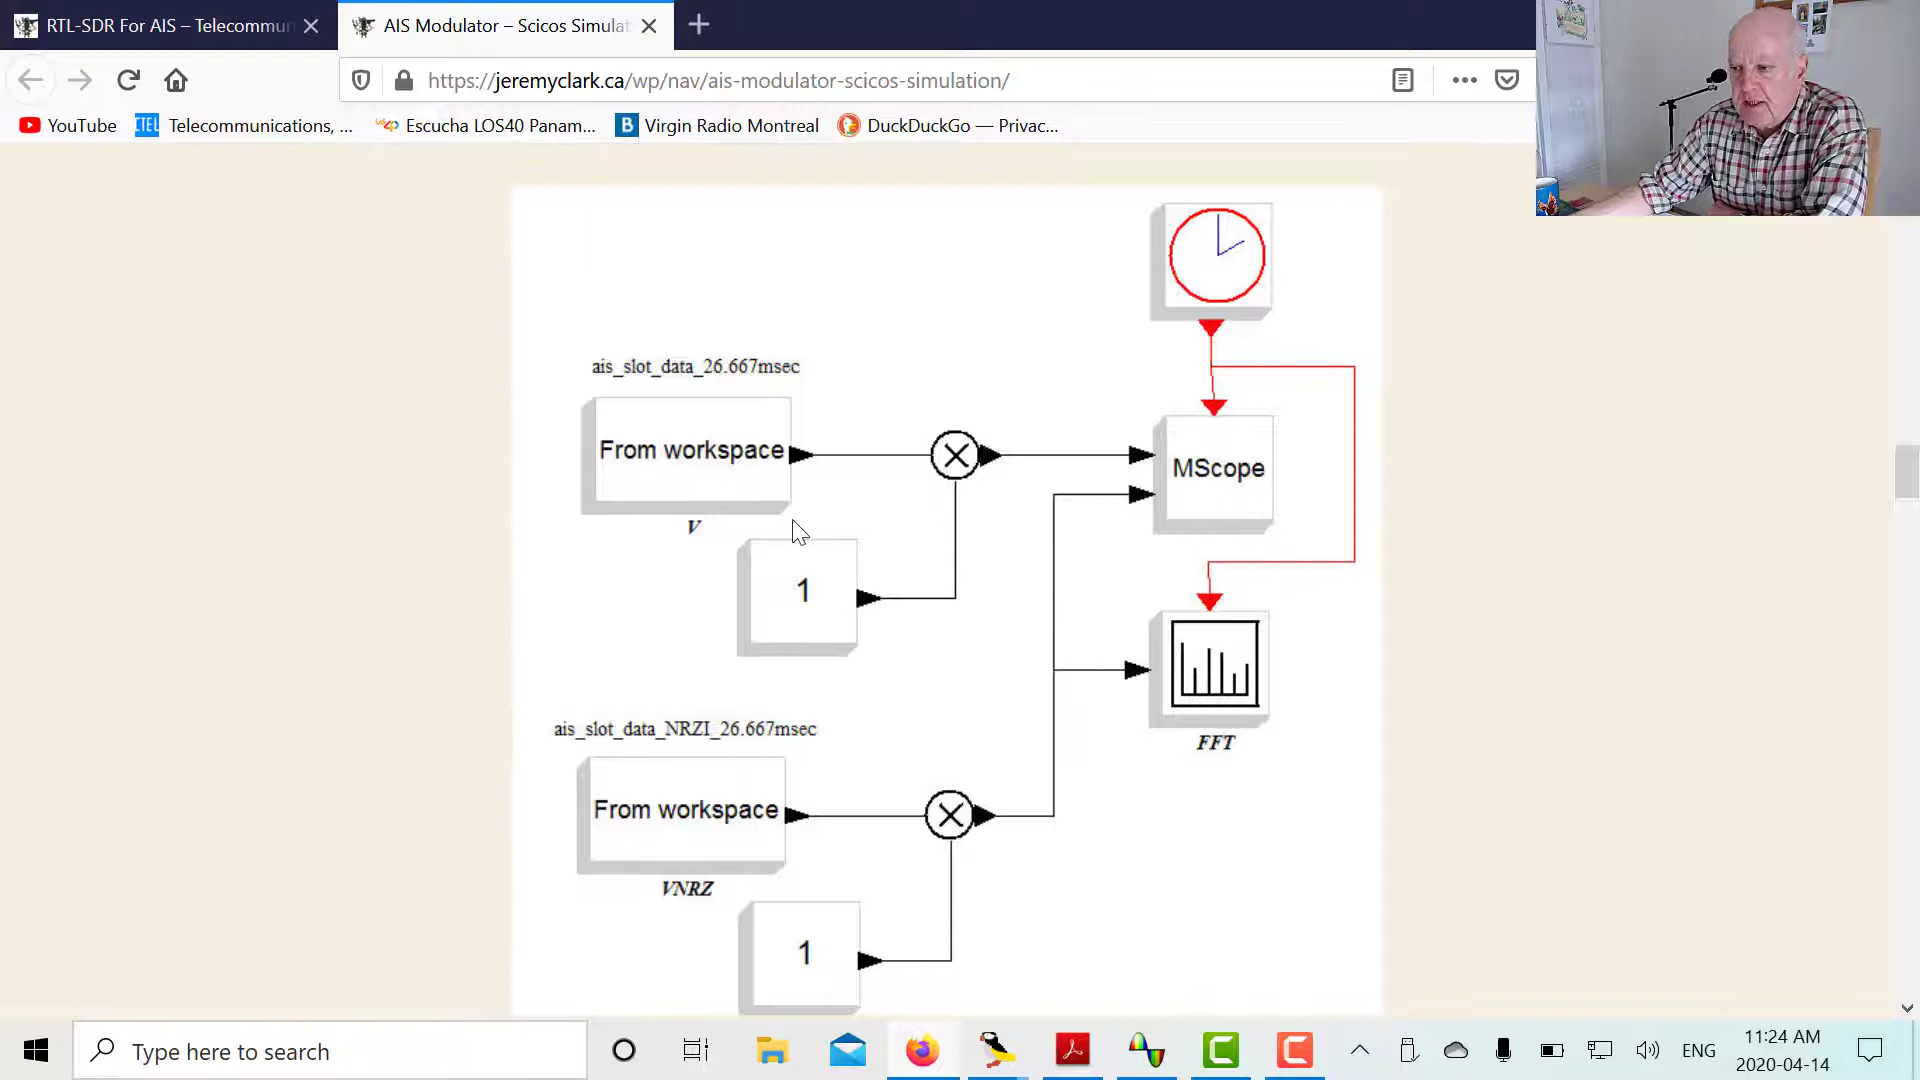 RTL-SDR For AIS – Telecommun
AIS Modulator – Scicos Simulat
https://jeremyclark.ca/wp/nav/ais-modulator-scicos-simulation/
YouTube
CTEL
Telecommunications, ...
Escucha LOS40 Panam...
Virgin Radio Montreal
DuckDuckGo — Privac...
ais_slot_data_26.667msec
From workspace
V
1
MScope
FFT
ais_slot_data_NRZI_26.667msec
From workspace
VNRZ
1
Type here to search
ENG
11:24 AM
2020-04-14